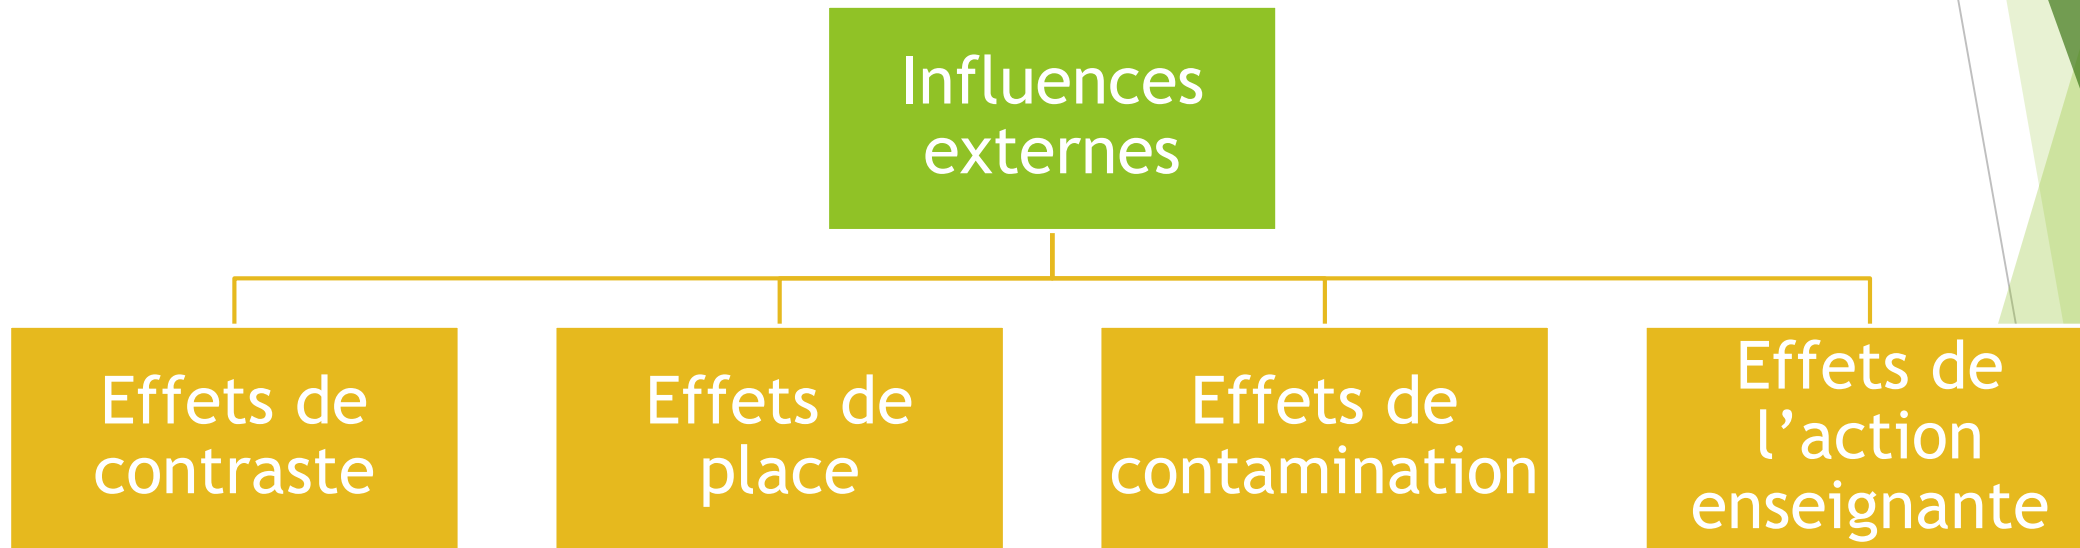 Influences
externes
Effets de
contraste
Effets de
place
Effets de
contamination
Effets de
l’action
enseignante